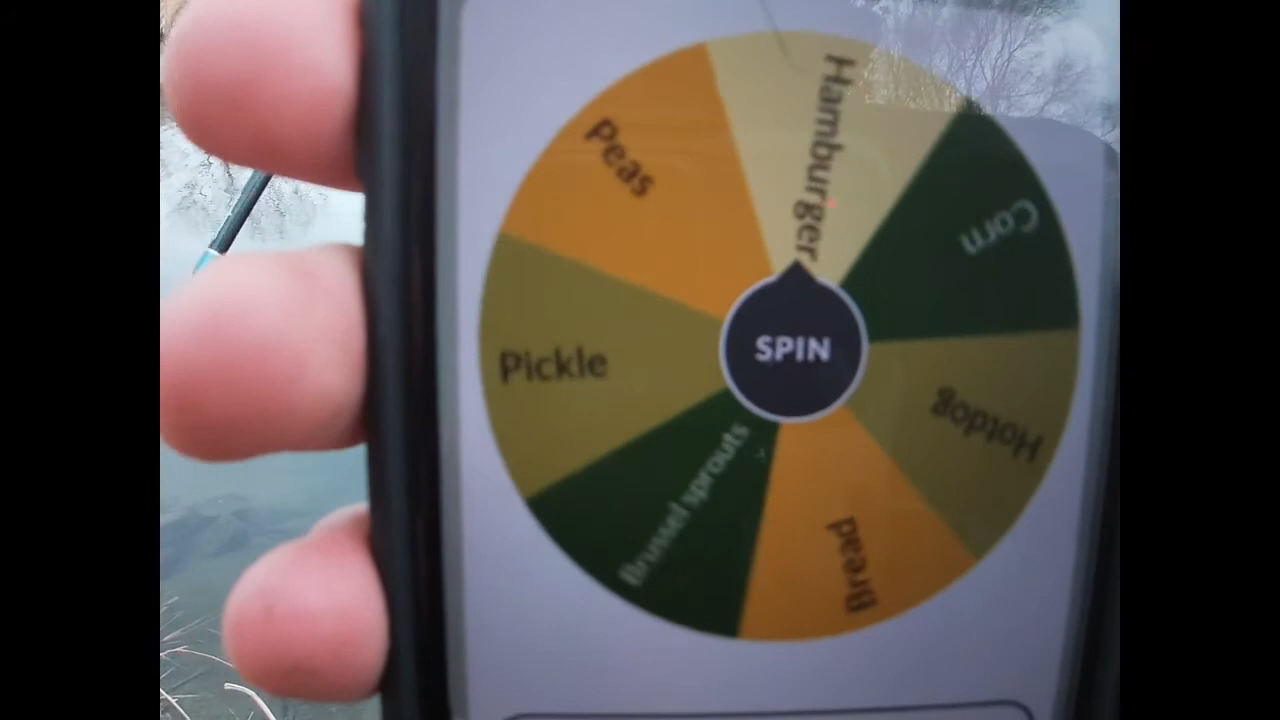 Hamburger
Peas
Corn
SPIN
Pickle
Hotdog
Brussel sprouts
Bread